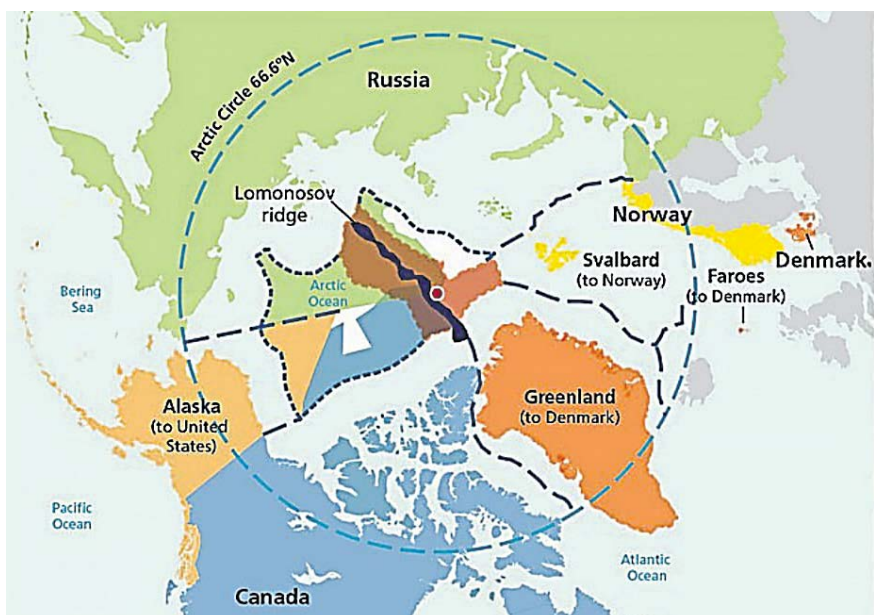 Arctic Circle 66.6ºN
Russia
Lomonosov
ridge
Norway
Svalbard
(to Norway)
Denmark.
Faroes
(to Denmark)
Bering
Sea
Arctic
Ocean
Alaska
(to United
States)
Greenland
(to Denmark)
Pacific
Ocean
Atlantic
Ocean
Canada